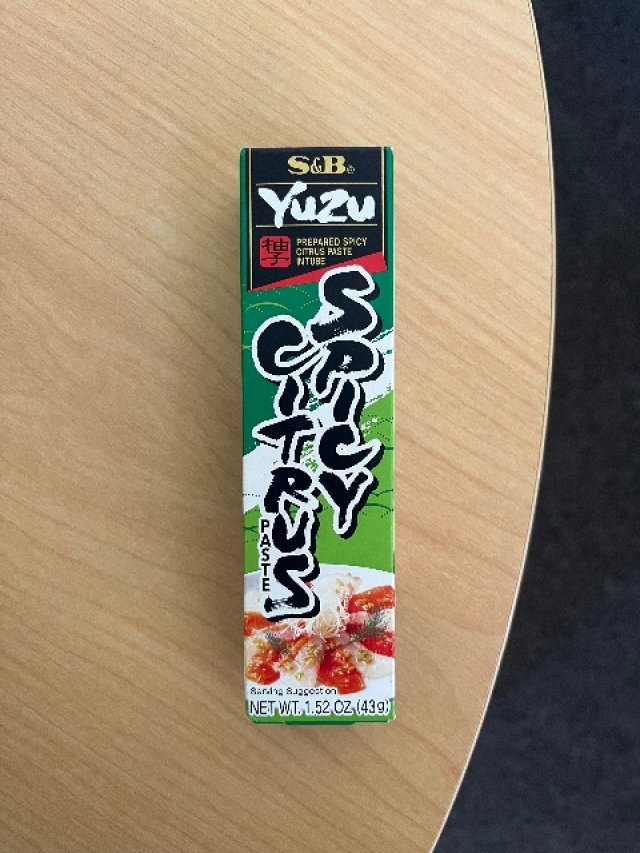 S&B®
YUZU
柚子
PREPARED SPICY
CITRUS PASTE
IN TUBE
SPICY
CITRUS
PASTE
Serving Suggestion
NET WT. 1.52 OZ (43g)